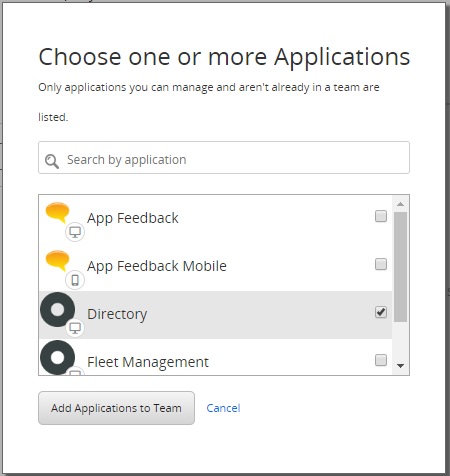 Choose one or more Applications
Only applications you can manage and aren't already in a team are
listed.
Search by application
App Feedback
App Feedback Mobile
Directory
Fleet Management
Add Applications to Team Cancel